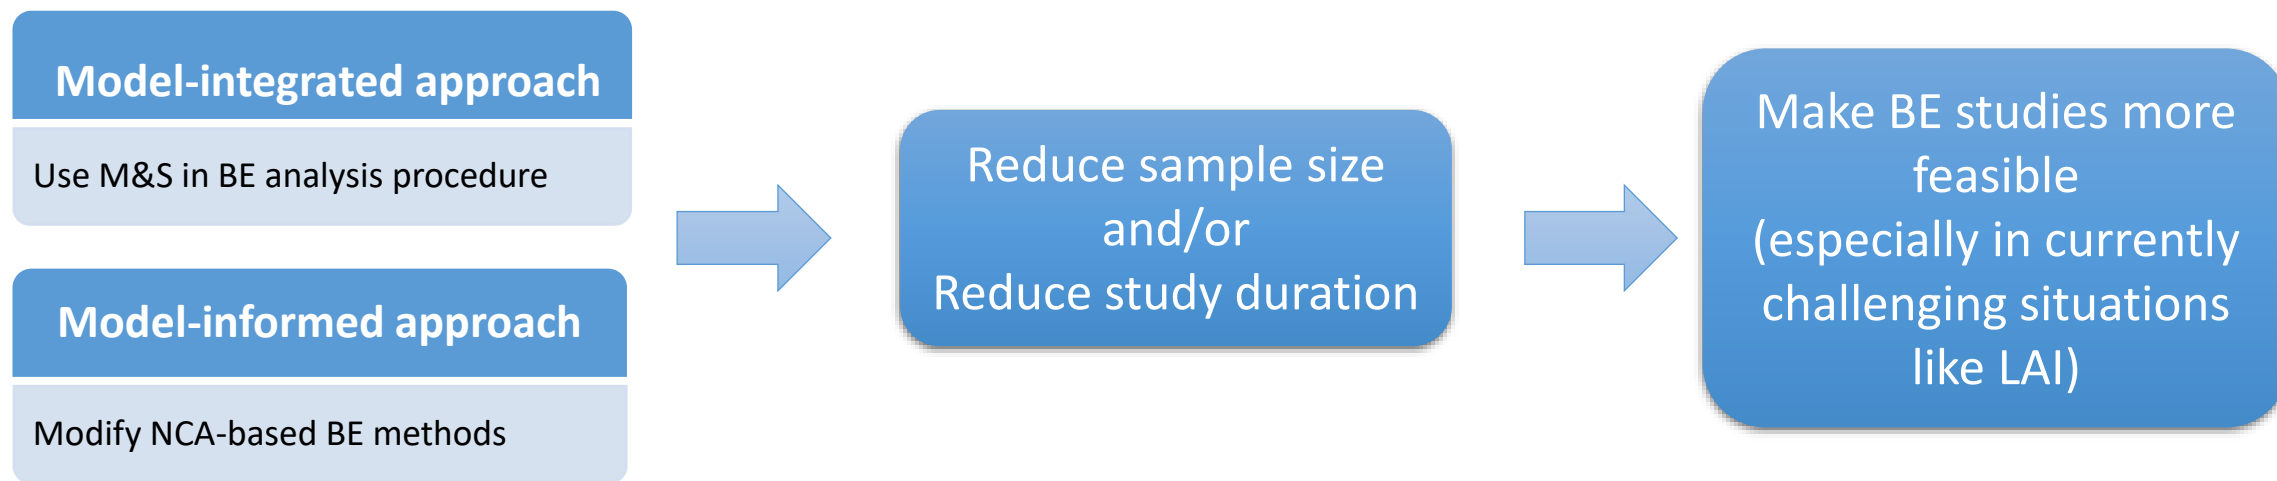 Model-integrated approach
Use M&S in BE analysis procedure
Model-informed approach
Modify NCA-based BE methods
Reduce sample size
and/or
Reduce study duration
Make BE studies more
feasible
(especially in currently
challenging situations
like LAI)